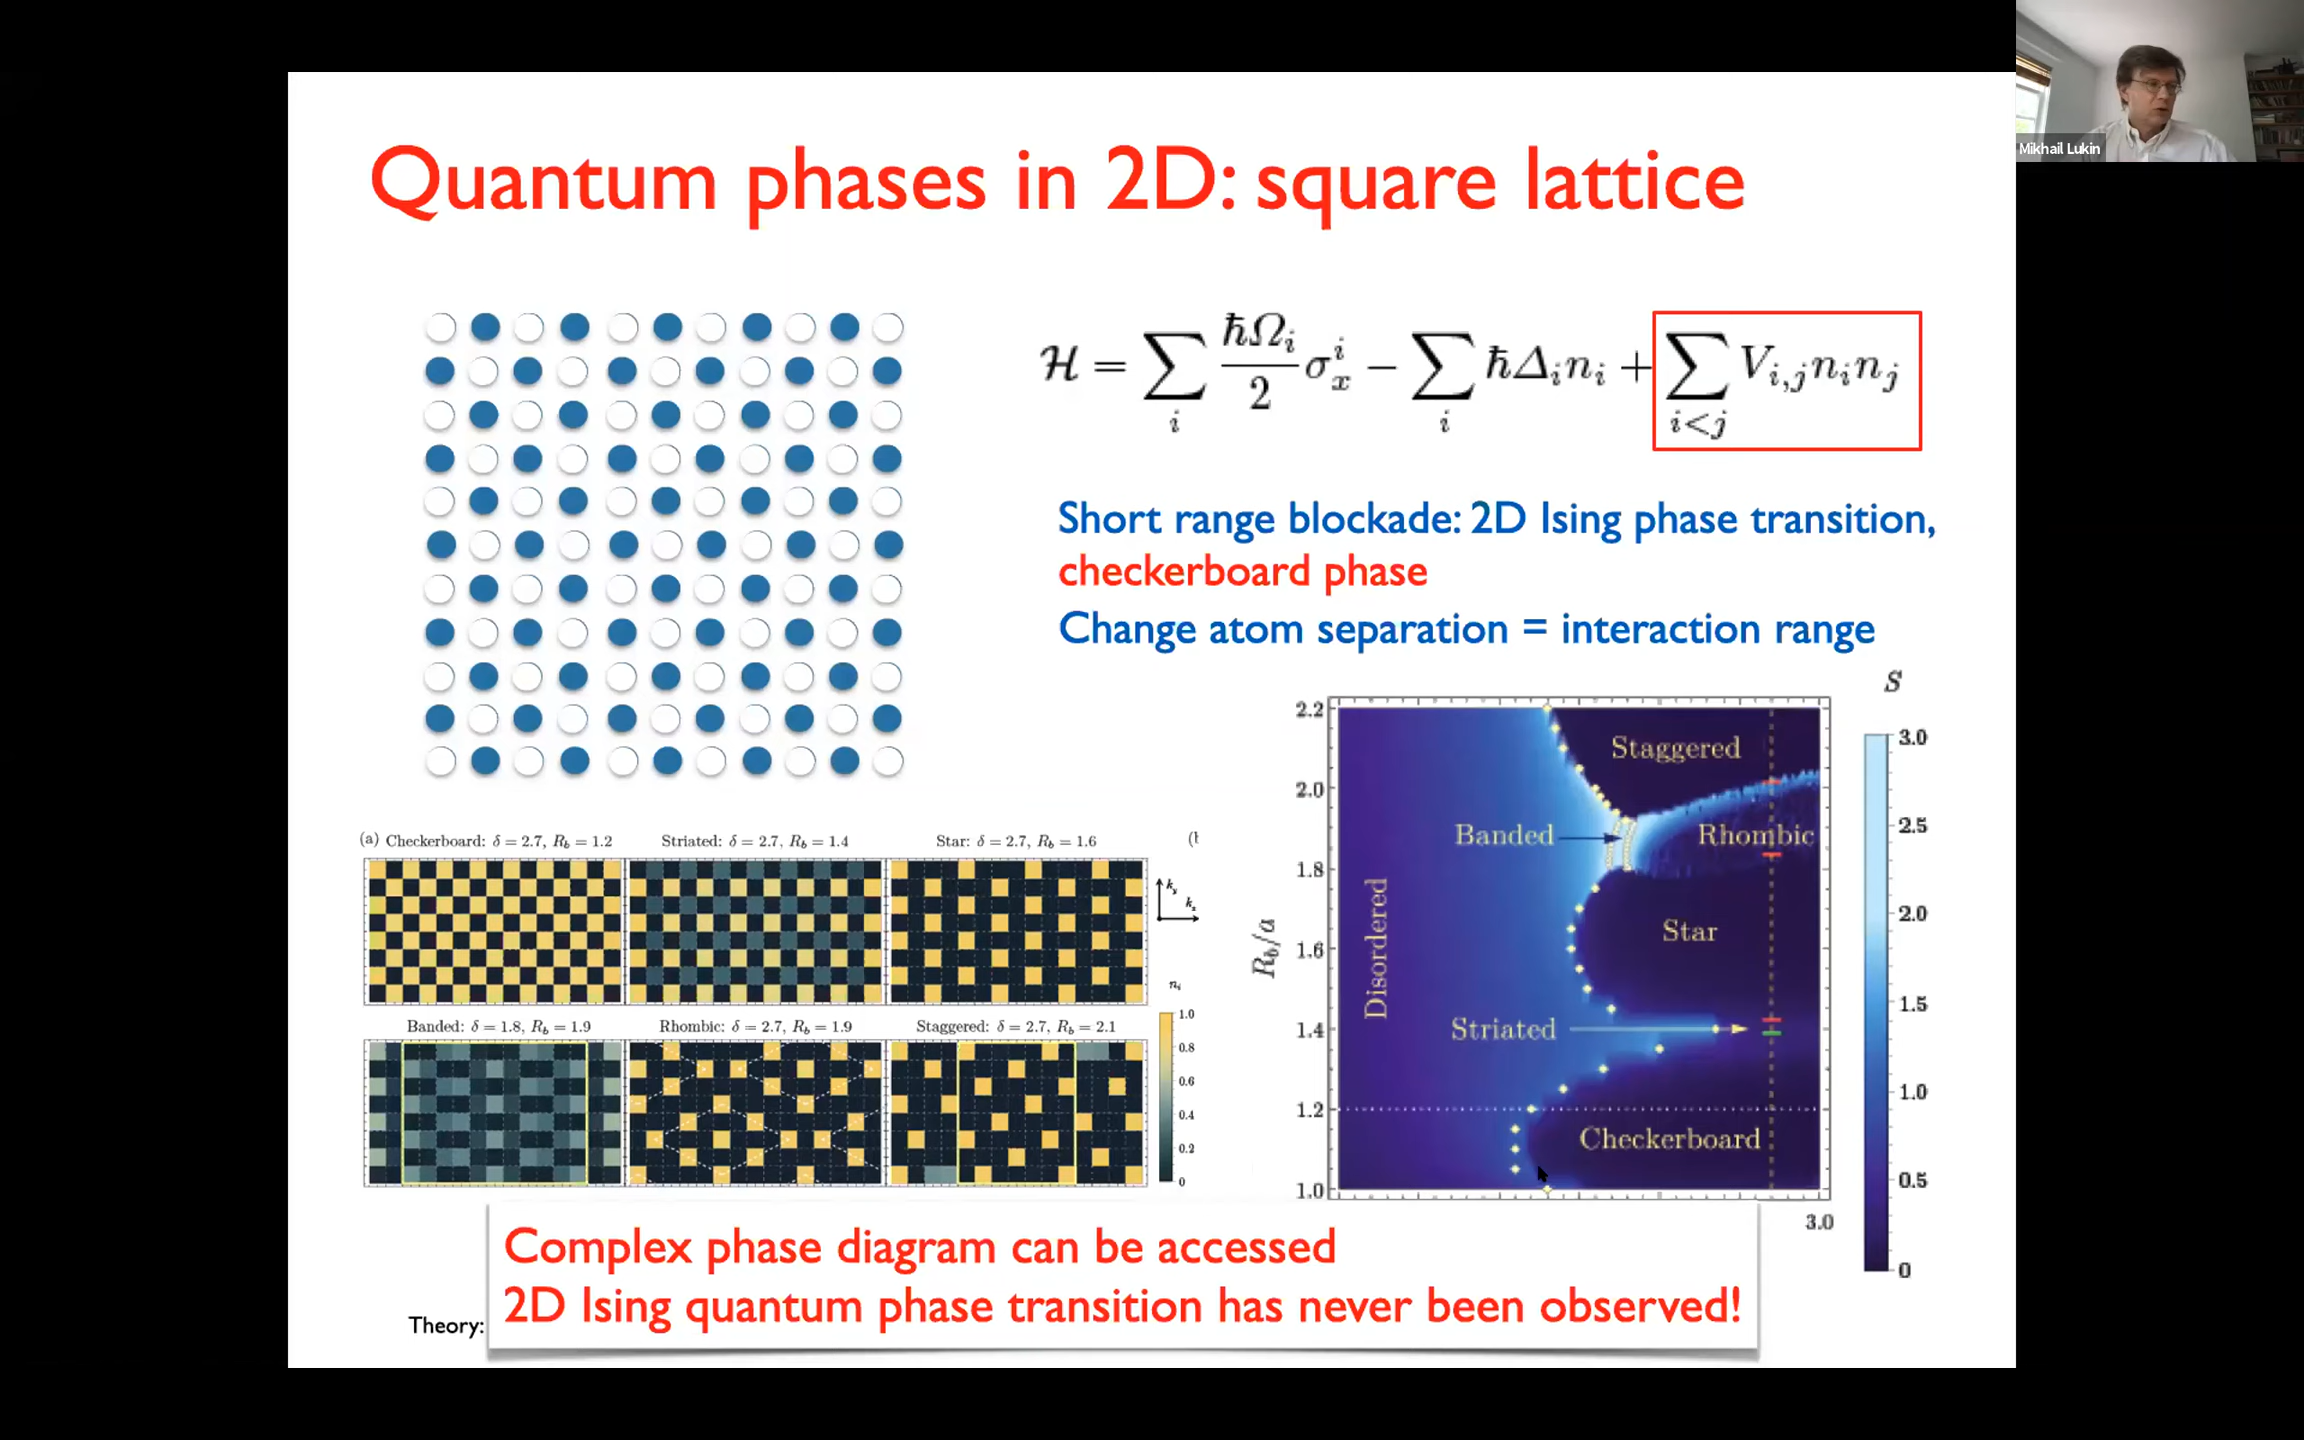 Mikhail Lukin
Quantum phases in 2D: square lattice
ℋ = ∑_i ℏΩ_i/2 σ_x^i − ∑_i ℏΔ_i n_i + ∑_{i<j} V_{i,j} n_i n_j
Short range blockade: 2D Ising phase transition,
checkerboard phase
Change atom separation = interaction range
(a) Checkerboard: δ = 2.7, R_b = 1.2
Striated: δ = 2.7, R_b = 1.4
Star: δ = 2.7, R_b = 1.6
(b
k_y
k_x
n_i
Banded: δ = 1.8, R_b = 1.9
Rhombic: δ = 2.7, R_b = 1.9
Staggered: δ = 2.7, R_b = 2.1
1.0
0.8
0.6
0.4
0.2
0
S
R_b/a
2.2
2.0
1.8
1.6
1.4
1.2
1.0
Disordered
Staggered
Banded
Rhombic
Star
Striated
Checkerboard
3.0
3.0
2.5
2.0
1.5
1.0
0.5
0
Complex phase diagram can be accessed
2D Ising quantum phase transition has never been observed!
Theory: